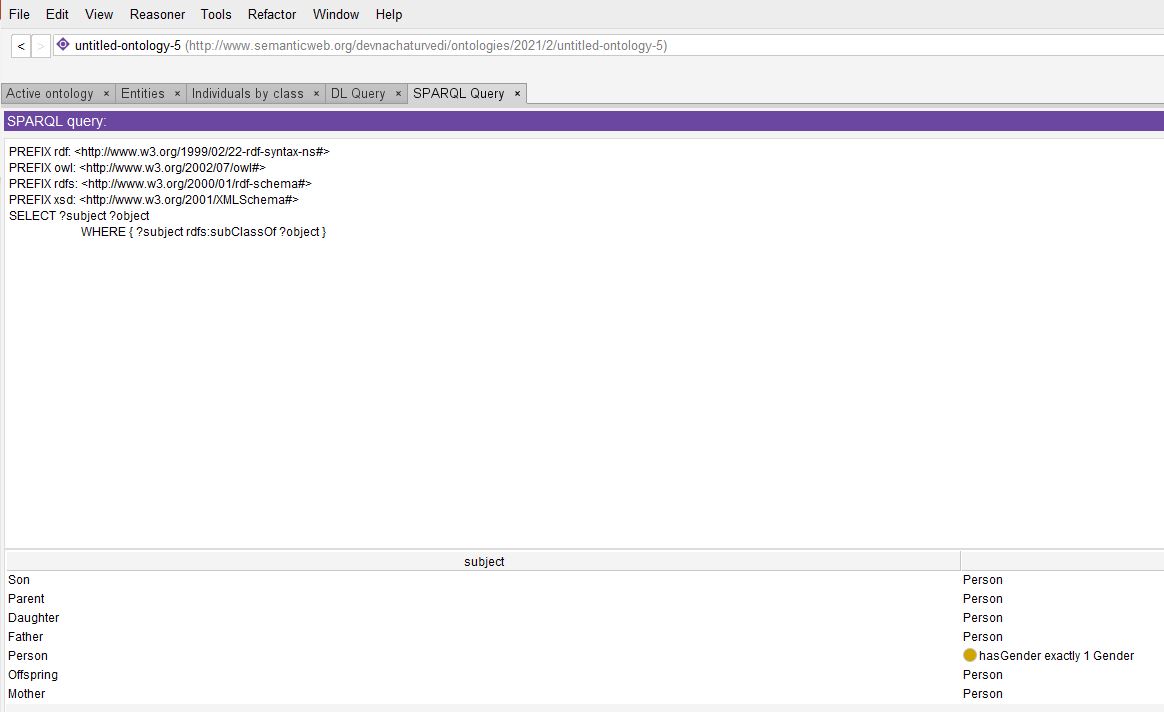 File Edit View Reasoner Tools Refactor Window Help
< > untitled-ontology-5 (http://www.semanticweb.org/devnachaturvedi/ontologies/2021/2/untitled-ontology-5)
Active ontology × Entities × Individuals by class × DL Query × SPARQL Query ×
SPARQL query:
PREFIX rdf: <http://www.w3.org/1999/02/22-rdf-syntax-ns#>
PREFIX owl: <http://www.w3.org/2002/07/owl#>
PREFIX rdfs: <http://www.w3.org/2000/01/rdf-schema#>
PREFIX xsd: <http://www.w3.org/2001/XMLSchema#>
SELECT ?subject ?object
WHERE { ?subject rdfs:subClassOf ?object }
subject
Son Person
Parent Person
Daughter Person
Father Person
Person hasGender exactly 1 Gender
Offspring Person
Mother Person